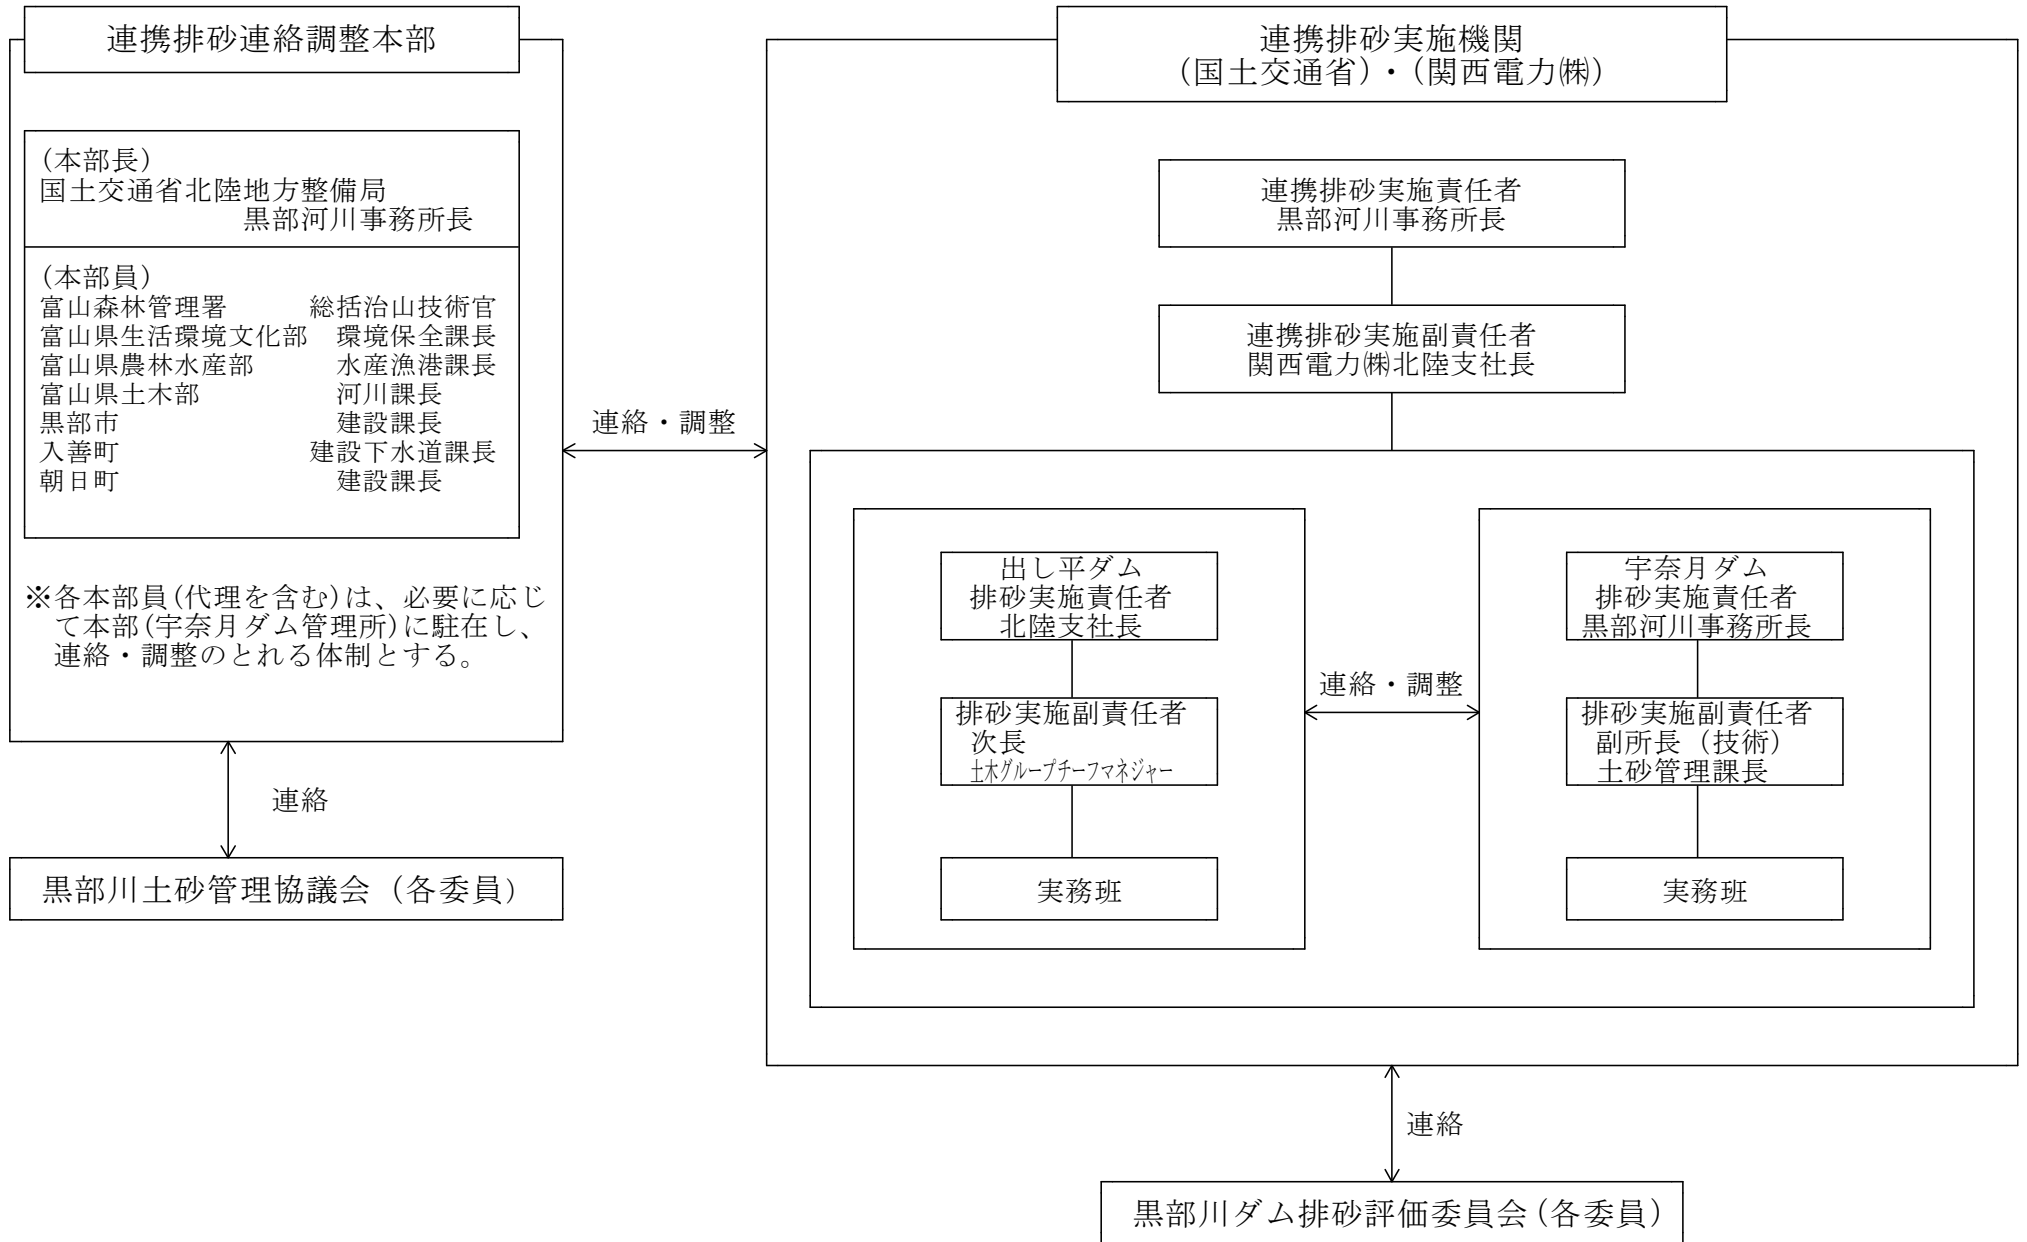 連携排砂連絡調整本部
(本部長)
国土交通省北陸地方整備局
黒部河川事務所長
(本部員)
富山森林管理署 総括治山技術官
富山県生活環境文化部 環境保全課長
富山県農林水産部 水産漁港課長
富山県土木部 河川課長
黒部市 建設課長
入善町 建設下水道課長
朝日町 建設課長
※各本部員(代理を含む)は、必要に応じ
て本部(宇奈月ダム管理所)に駐在し、
連絡・調整のとれる体制とする。
連絡
黒部川土砂管理協議会(各委員)
連絡・調整
連携排砂実施機関
(国土交通省)・(関西電力㈱)
連携排砂実施責任者
黒部河川事務所長
連携排砂実施副責任者
関西電力㈱北陸支社長
出し平ダム
排砂実施責任者
北陸支社長
排砂実施副責任者
次長
土木グループチーフマネジャー
実務班
連絡・調整
宇奈月ダム
排砂実施責任者
黒部河川事務所長
排砂実施副責任者
副所長(技術)
土砂管理課長
実務班
連絡
黒部川ダム排砂評価委員会(各委員)